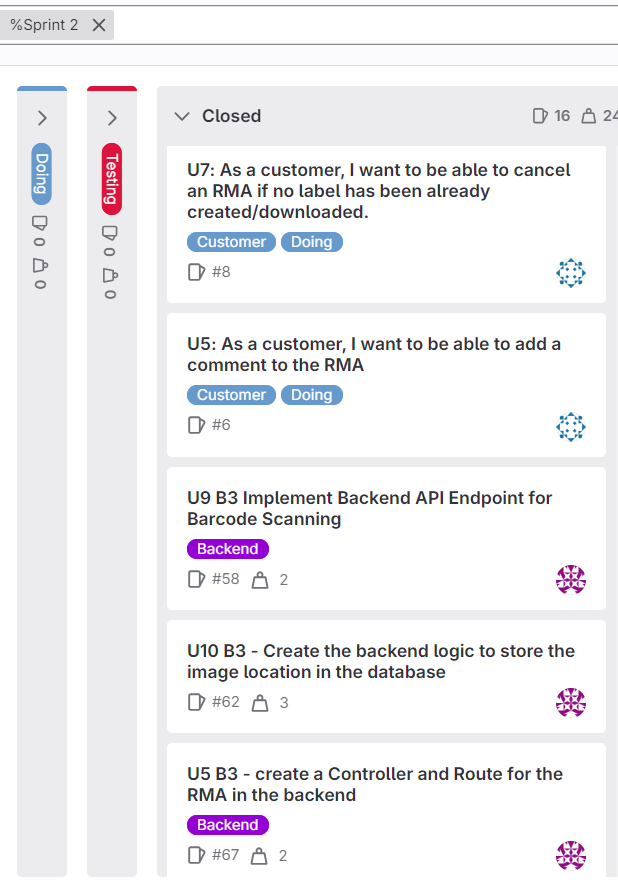 %Sprint 2
Doing
0
0
Testing
0
0
Closed
16
24
U7: As a customer, I want to be able to cancel
an RMA if no label has been already
created/downloaded.
Customer Doing
#8
U5: As a customer, I want to be able to add a
comment to the RMA
Customer Doing
#6
U9 B3 Implement Backend API Endpoint for
Barcode Scanning
Backend
#58 2
U10 B3 - Create the backend logic to store the
image location in the database
#62 3
U5 B3 - create a Controller and Route for the
RMA in the backend
Backend
#67 2